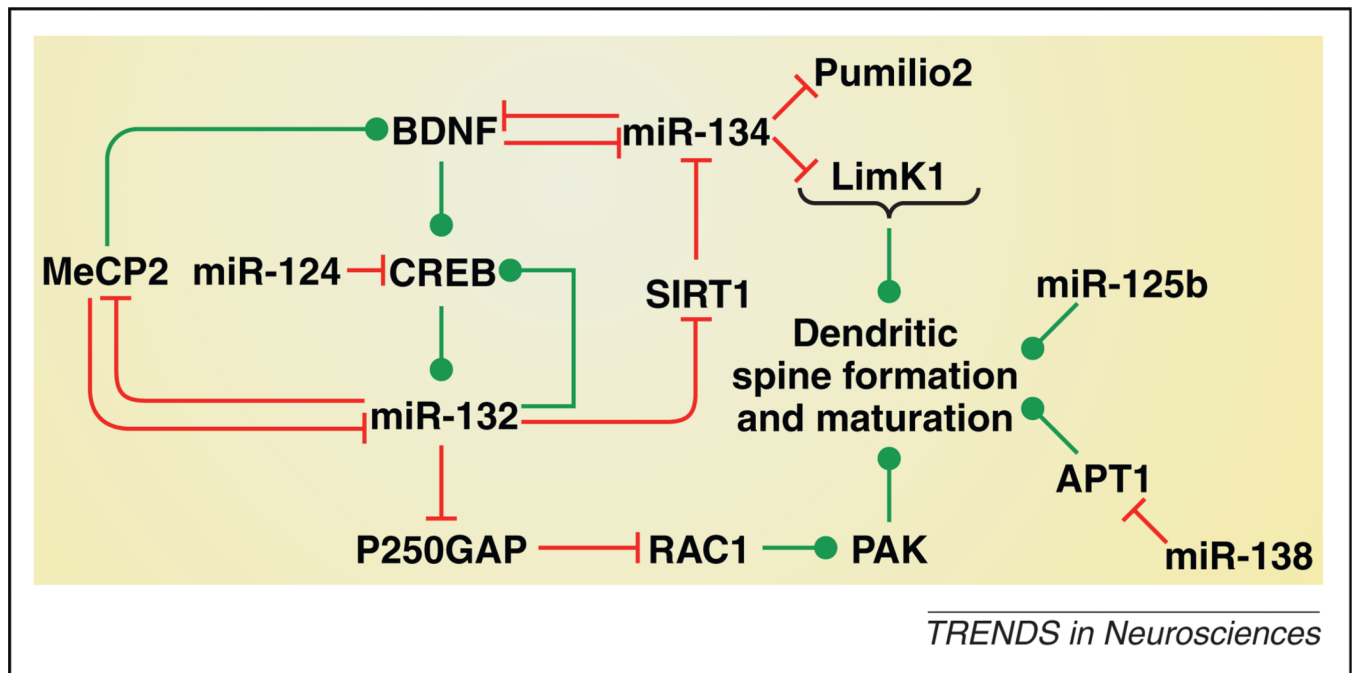 Pumilio2
BDNF
miR-134
LimK1
MeCP2
miR-124
CREB
SIRT1
miR-125b
Dendritic
spine formation
and maturation
miR-132
APT1
P250GAP
RAC1
PAK
miR-138
TRENDS in Neurosciences